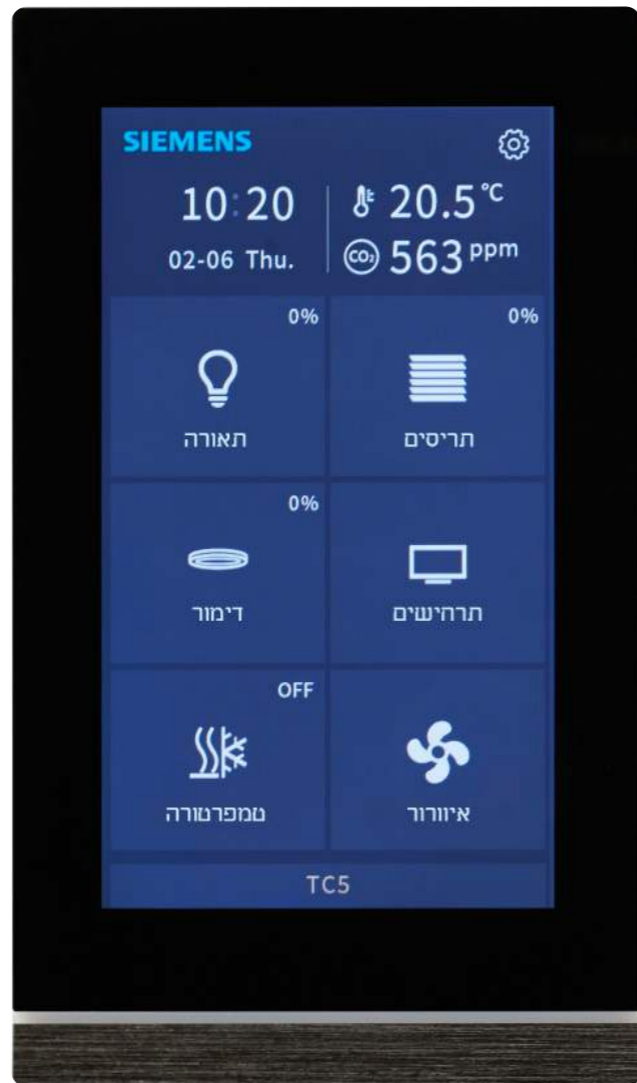 SIEMENS
10:20
20.5°C
02-06 Thu.
CO₂ 563 ppm
0%
0%
תאורה
תריסים
0%
דימור
תרחישים
OFF
טמפרטורה
איוורור
TC5